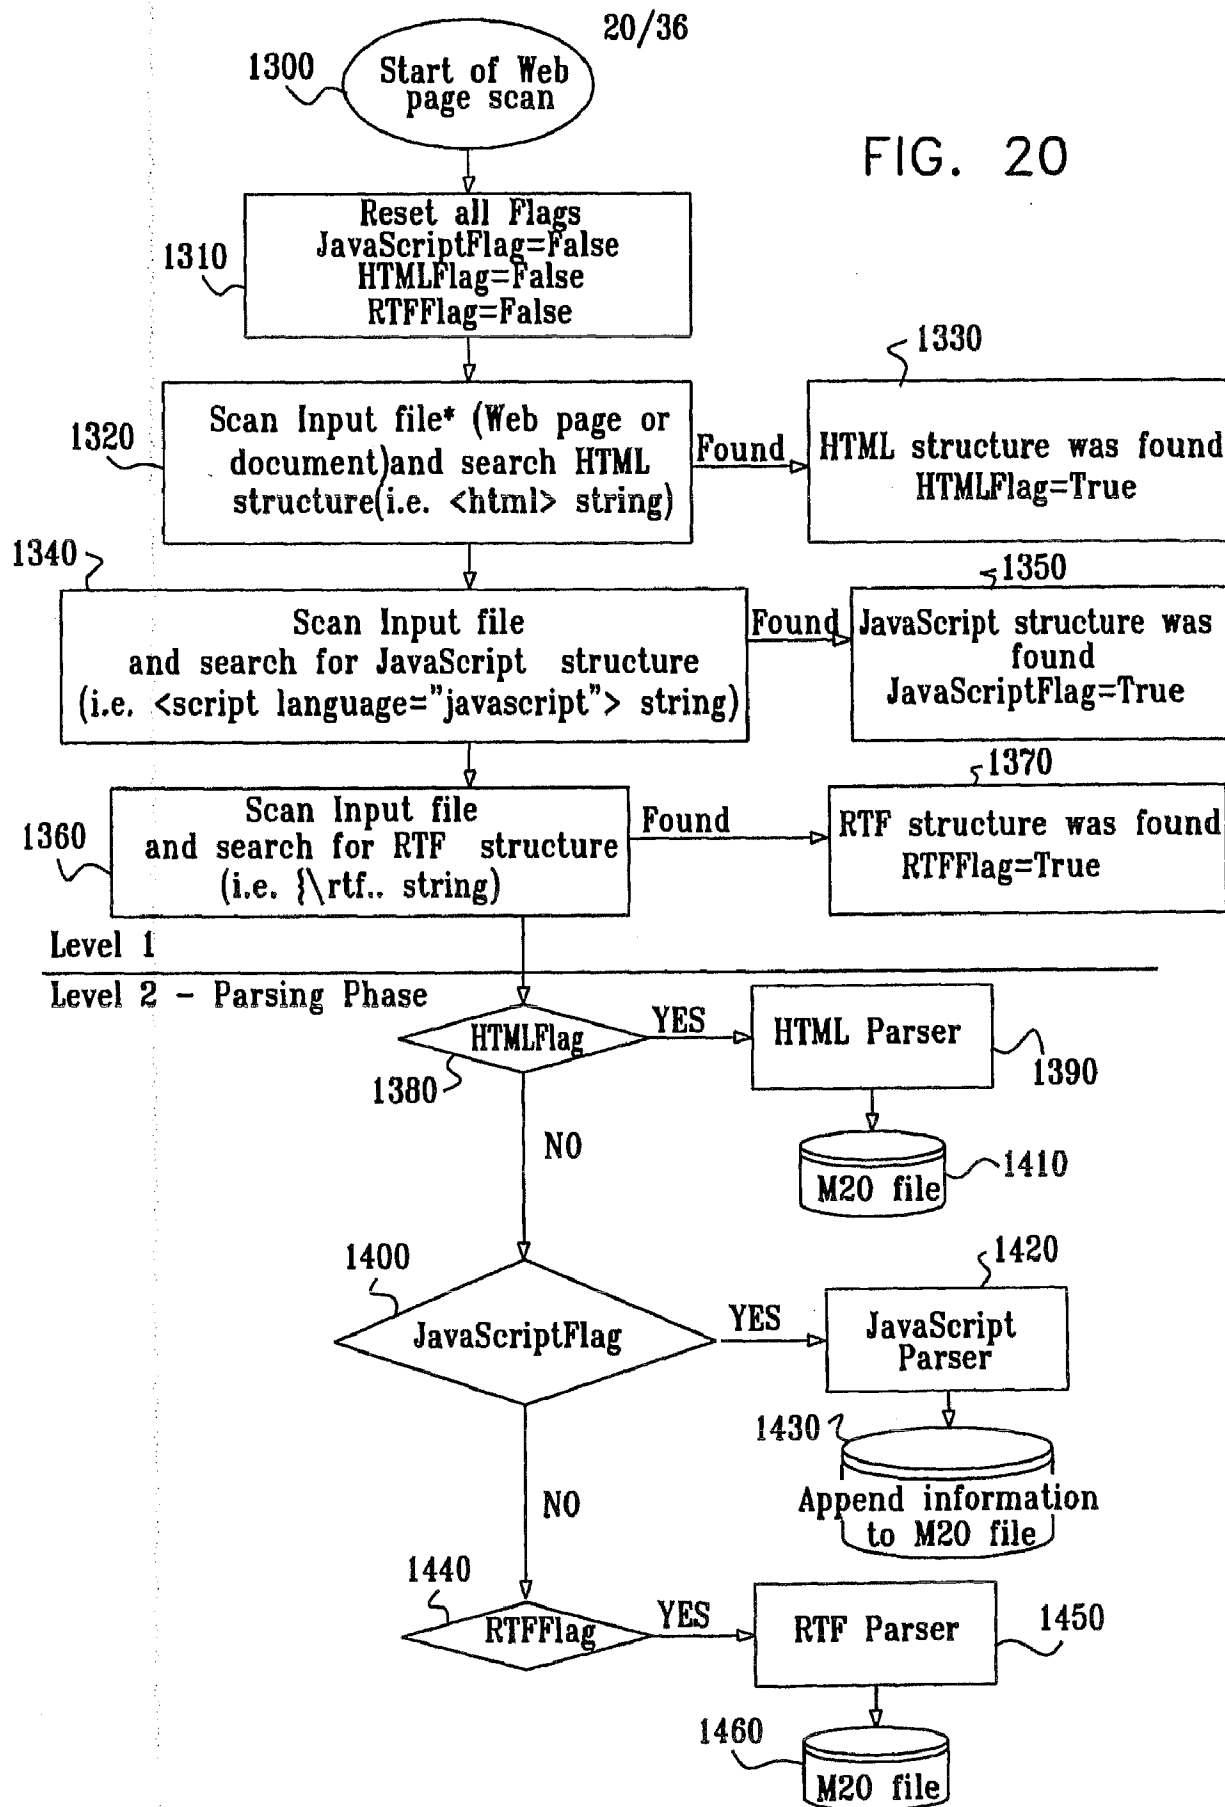 20/36
FIG. 20
1300
Start of Web
page scan
1310
Reset all Flags
JavaScriptFlag=False
HTMLFlag=False
RTFFlag=False
1320
Scan Input file* (Web page or
document)and search HTML
structure(i.e. <html> string)
Found
1330
HTML structure was found
HTMLFlag=True
1340
Scan Input file
and search for JavaScript structure
(i.e. <script language="javascript"> string)
Found
1350
JavaScript structure was
found
JavaScriptFlag=True
1360
Scan Input file
and search for RTF structure
(i.e. }\rtf.. string)
Found
1370
RTF structure was found
RTFFlag=True
Level 1
Level 2 - Parsing Phase
HTMLFlag
1380
YES
HTML Parser
1390
NO
M20 file
1410
1400
JavaScriptFlag
YES
1420
JavaScript
Parser
1430
Append information
to M20 file
NO
1440
RTFFlag
YES
RTF Parser
1450
1460
M20 file